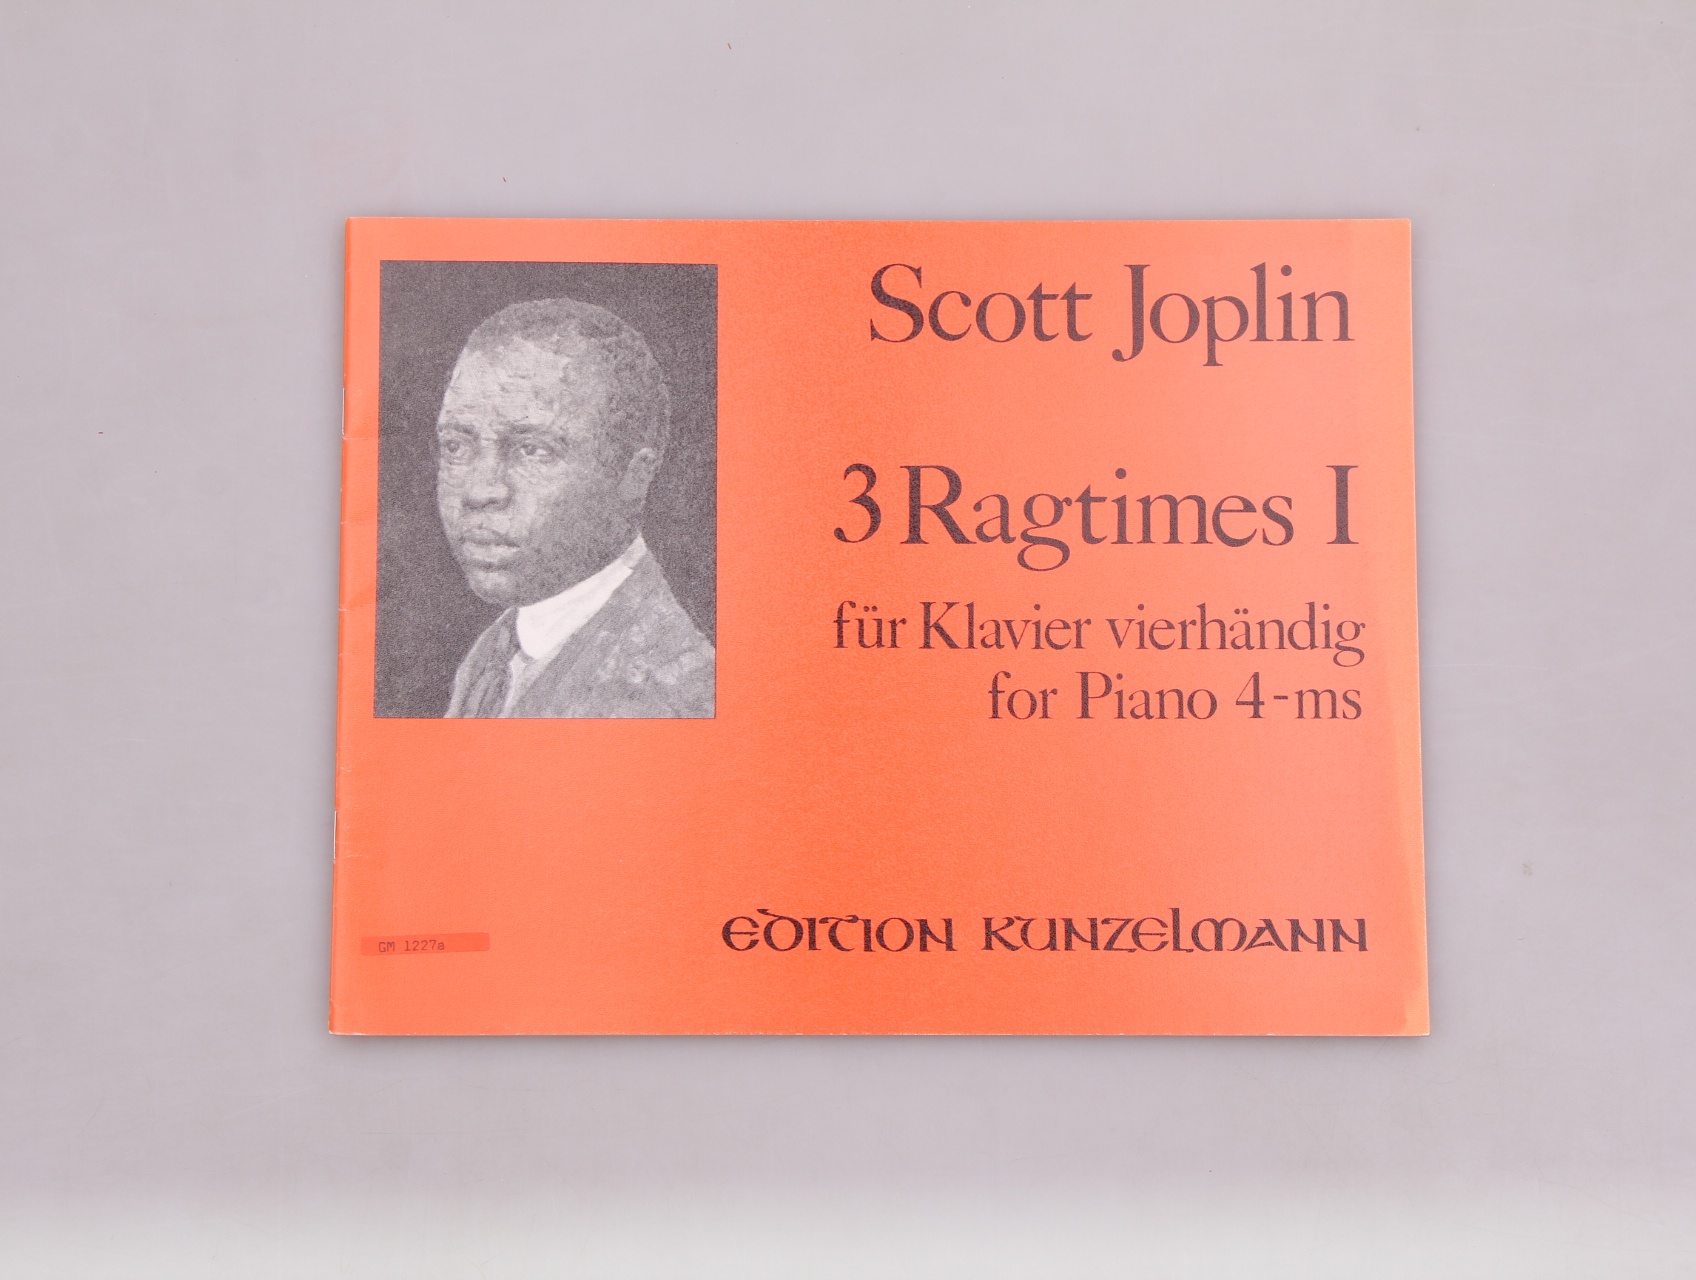 Scott Joplin
3 Ragtimes I
für Klavier vierhändig
for Piano 4-ms
EDITION KUNZELMANN
GM 1227a